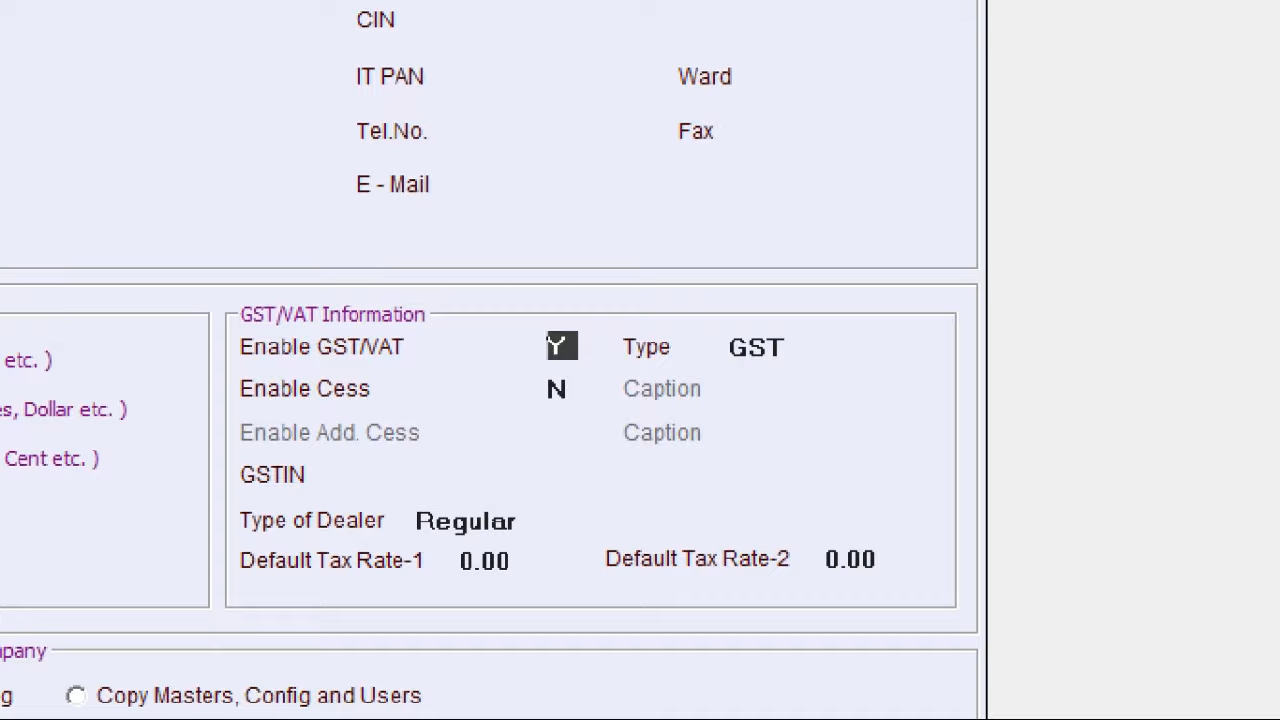 CIN
IT PAN Ward
Tel.No. Fax
E - Mail
GST/VAT Information
etc. ) Enable GST/VAT Y Type GST
Enable Cess N Caption
es, Dollar etc. )
Enable Add. Cess Caption
Cent etc. )
GSTIN
Type of Dealer Regular
Default Tax Rate-1 0.00 Default Tax Rate-2 0.00
mpany
g Copy Masters, Config and Users